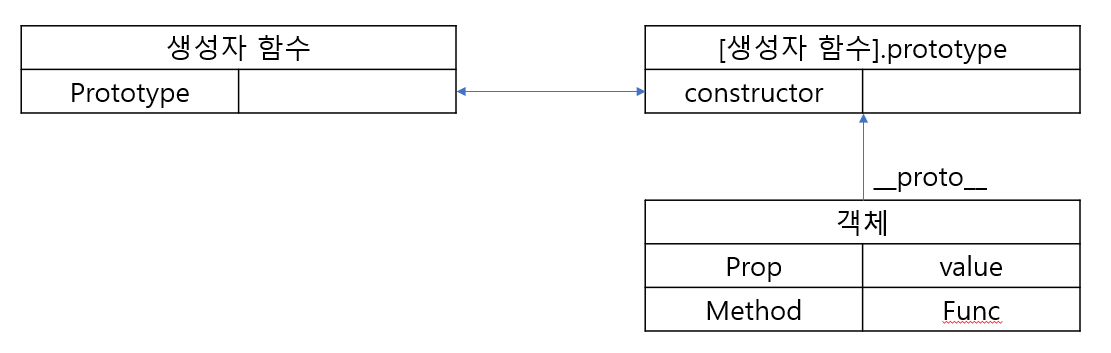 생성자 함수
Prototype
[생성자 함수].prototype
constructor
__proto__
객체
Prop value
Method Func